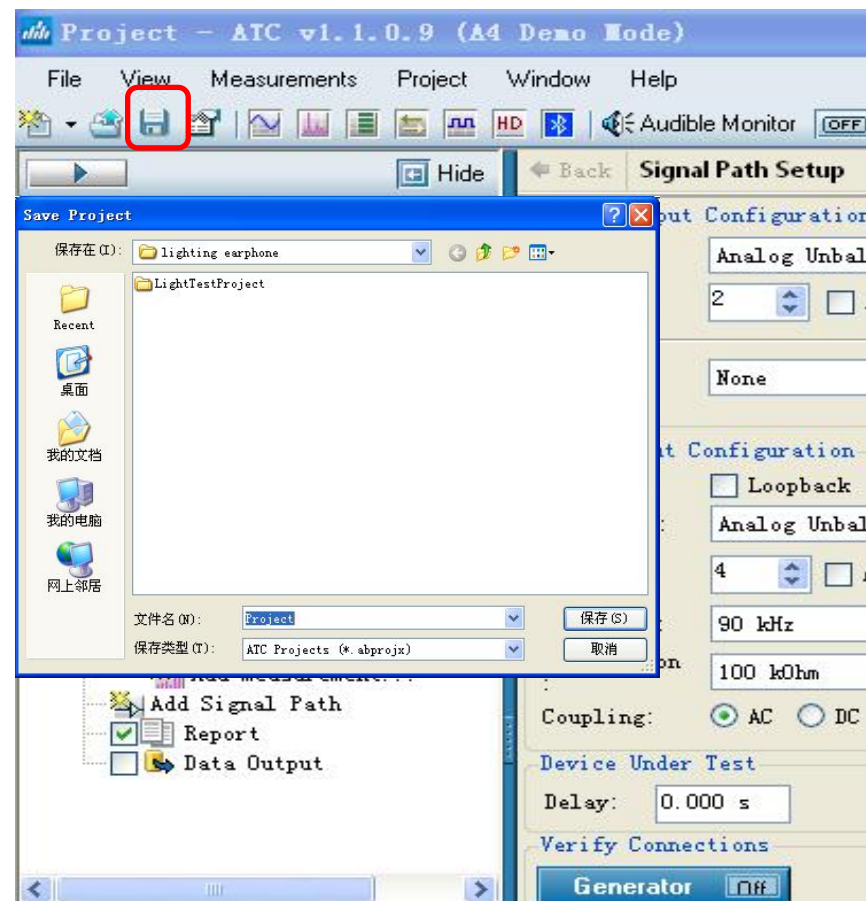 Project - ATC v1.1.0.9 (A4 Demo Mode)
File View Measurements Project Window Help
HD Audible Monitor OFF
Hide Back Signal Path Setup
Save Project
保存在(I): lighting earphone
LightTestProject
Recent
桌面
我的文档
我的电脑
网上邻居
文件名(N): Project 保存(S)
保存类型(T): ATC Projects (*.abprojx) 取消
Configuration
Analog Unbal
2
None
Configuration
Loopback
Analog Unbal
4
90 kHz
100 kOhm
Coupling: AC DC
Add Signal Path
Report
Data Output
Device Under Test
Delay: 0.000 s
Verify Connections
Generator Off